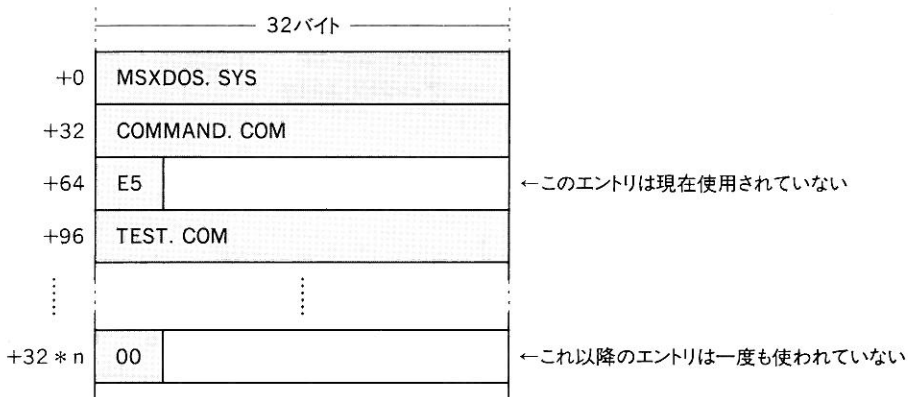 32バイト
+0 MSXDOS. SYS
+32 COMMAND. COM
+64 E5 ←このエントリは現在使用されていない
+96 TEST. COM
+32 * n 00 ←これ以降のエントリは一度も使われていない